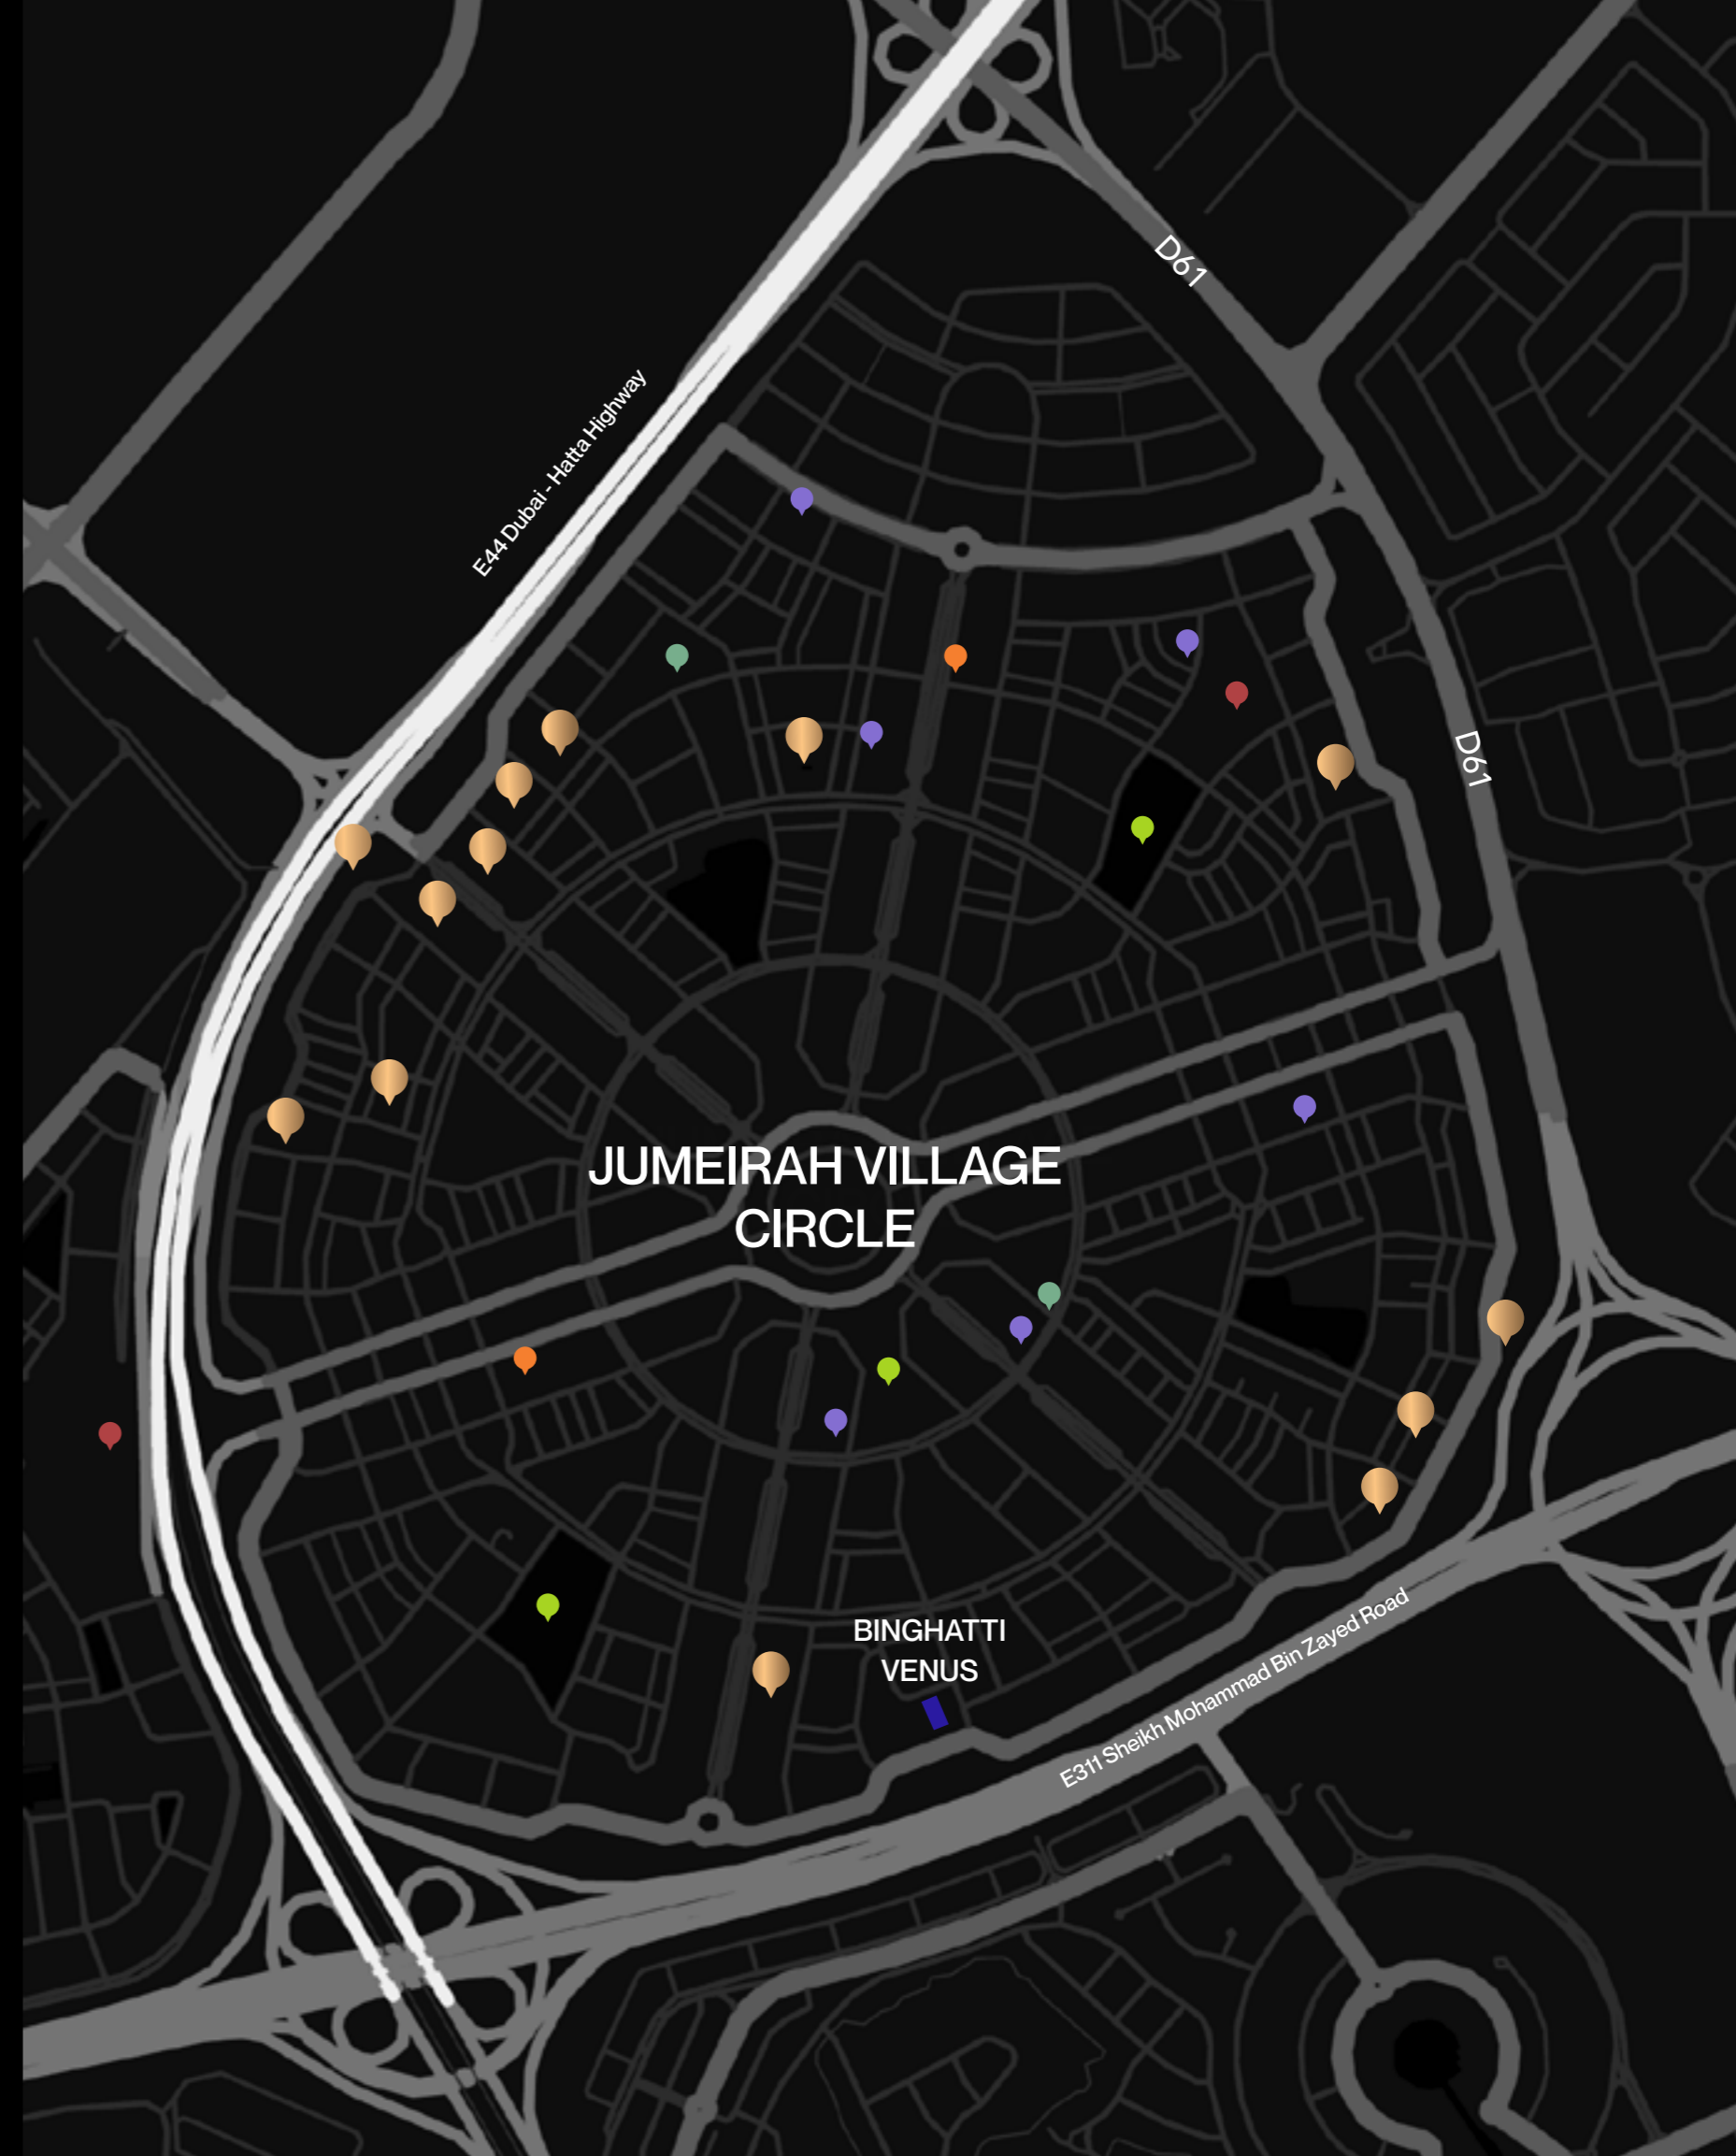 D61
E44 Dubai - Hatta Highway
D61
JUMEIRAH VILLAGE
CIRCLE
BINGHATTI
VENUS
E311 Sheikh Mohammad Bin Zayed Road